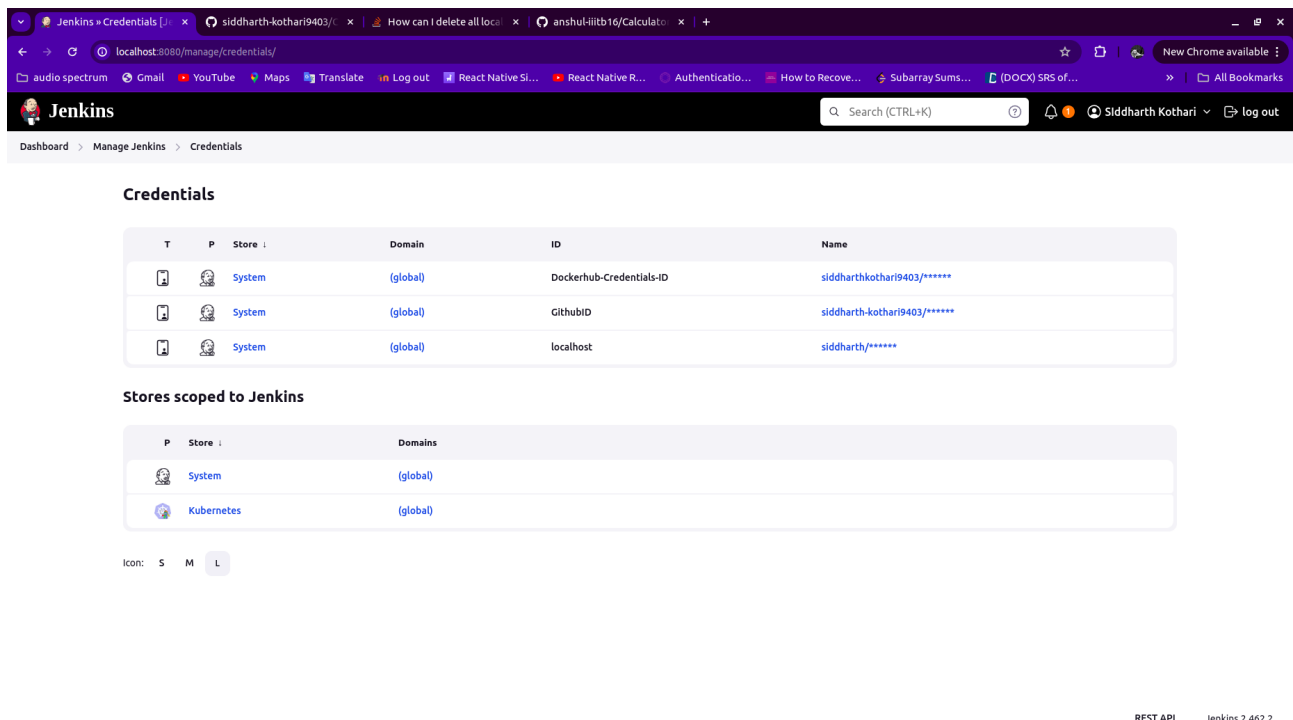 Jenkins » Credentials [Je
siddharth-kothari9403/C
How can I delete all local
anshul-iiitb16/Calculato
localhost:8080/manage/credentials/
New Chrome available
audio spectrum Gmail YouTube Maps Translate Log out React Native Si... React Native R... Authenticatio... How to Recove... Subarray Sums... (DOCX) SRS of... » All Bookmarks
Jenkins Search (CTRL+K) 1 SIddharth Kothari log out
Dashboard > Manage Jenkins > Credentials
Credentials
T P Store ↓ Domain ID Name
System (global) Dockerhub-Credentials-ID siddharthkothari9403/******
System (global) GithubID siddharth-kothari9403/******
System (global) localhost siddharth/******
Stores scoped to Jenkins
P Store ↓ Domains
System (global)
Kubernetes (global)
Icon: S M L
REST API Jenkins 2.462.2